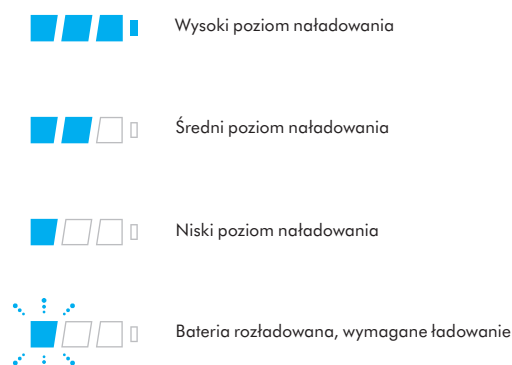 Wysoki poziom naładowania
Średni poziom naładowania
Niski poziom naładowania
Bateria rozładowana, wymagane ładowanie